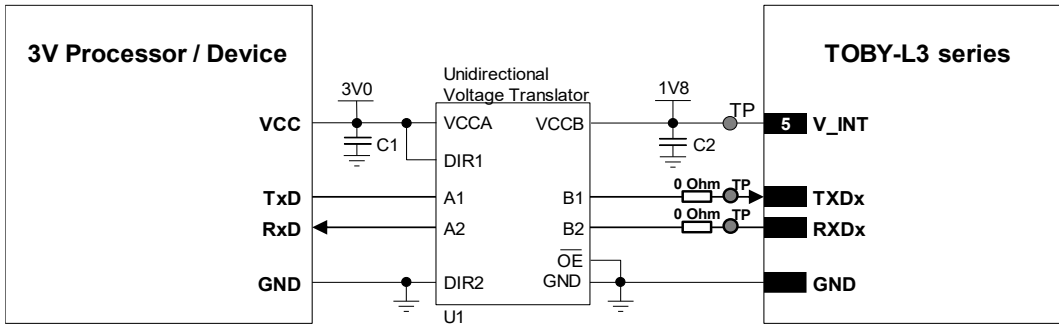 3V Processor / Device
TOBY-L3 series
Unidirectional
Voltage Translator
3V0
1V8
TP
VCC
VCCA
VCCB
5
V_INT
C1
C2
DIR1
0 Ohm
TP
TxD
A1
B1
TXDx
0 Ohm
TP
RxD
A2
B2
RXDx
OE
GND
DIR2
GND
GND
U1